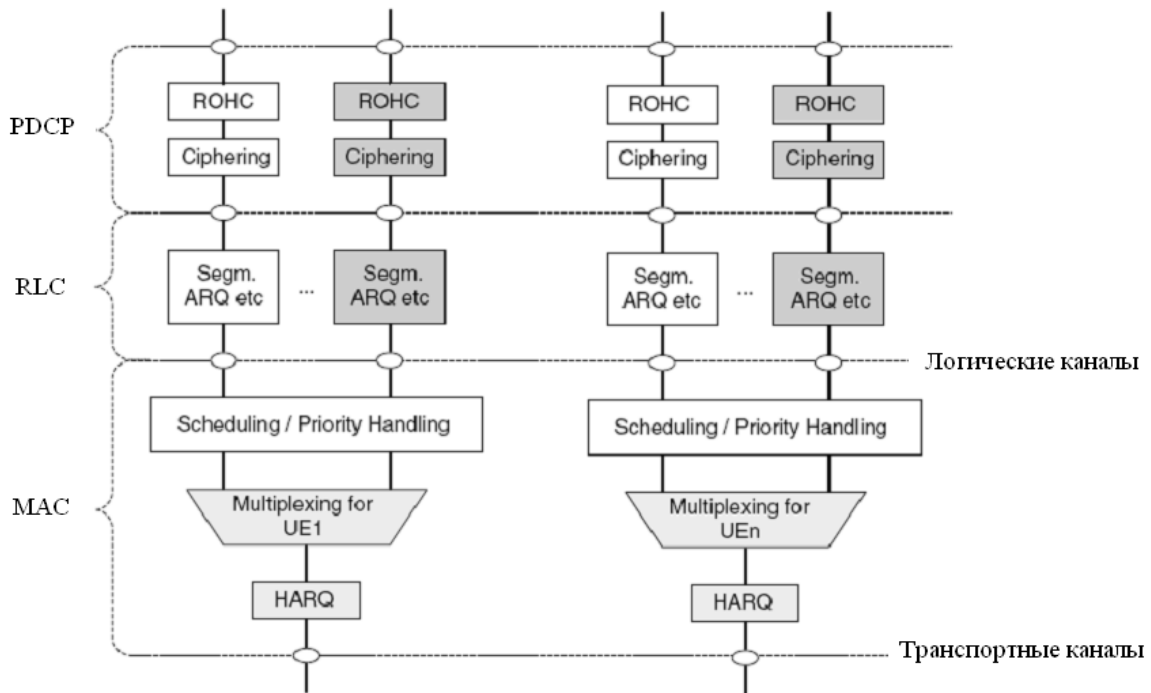 ROHC ROHC ROHC ROHC
PDCP
Ciphering Ciphering Ciphering Ciphering
Segm. ARQ etc ... Segm. ARQ etc Segm. ARQ etc ... Segm. ARQ etc
RLC
Логические каналы
Scheduling / Priority Handling Scheduling / Priority Handling
MAC
Multiplexing for UE1 Multiplexing for UEn
HARQ HARQ
Транспортные каналы